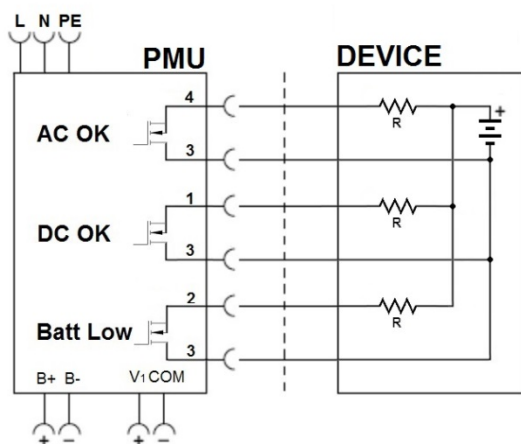 L N PE
PMU DEVICE
4
R
AC OK
3
1
R
DC OK
3
2
R
Batt Low
3
B+ B- V1 COM
+ - + -
+